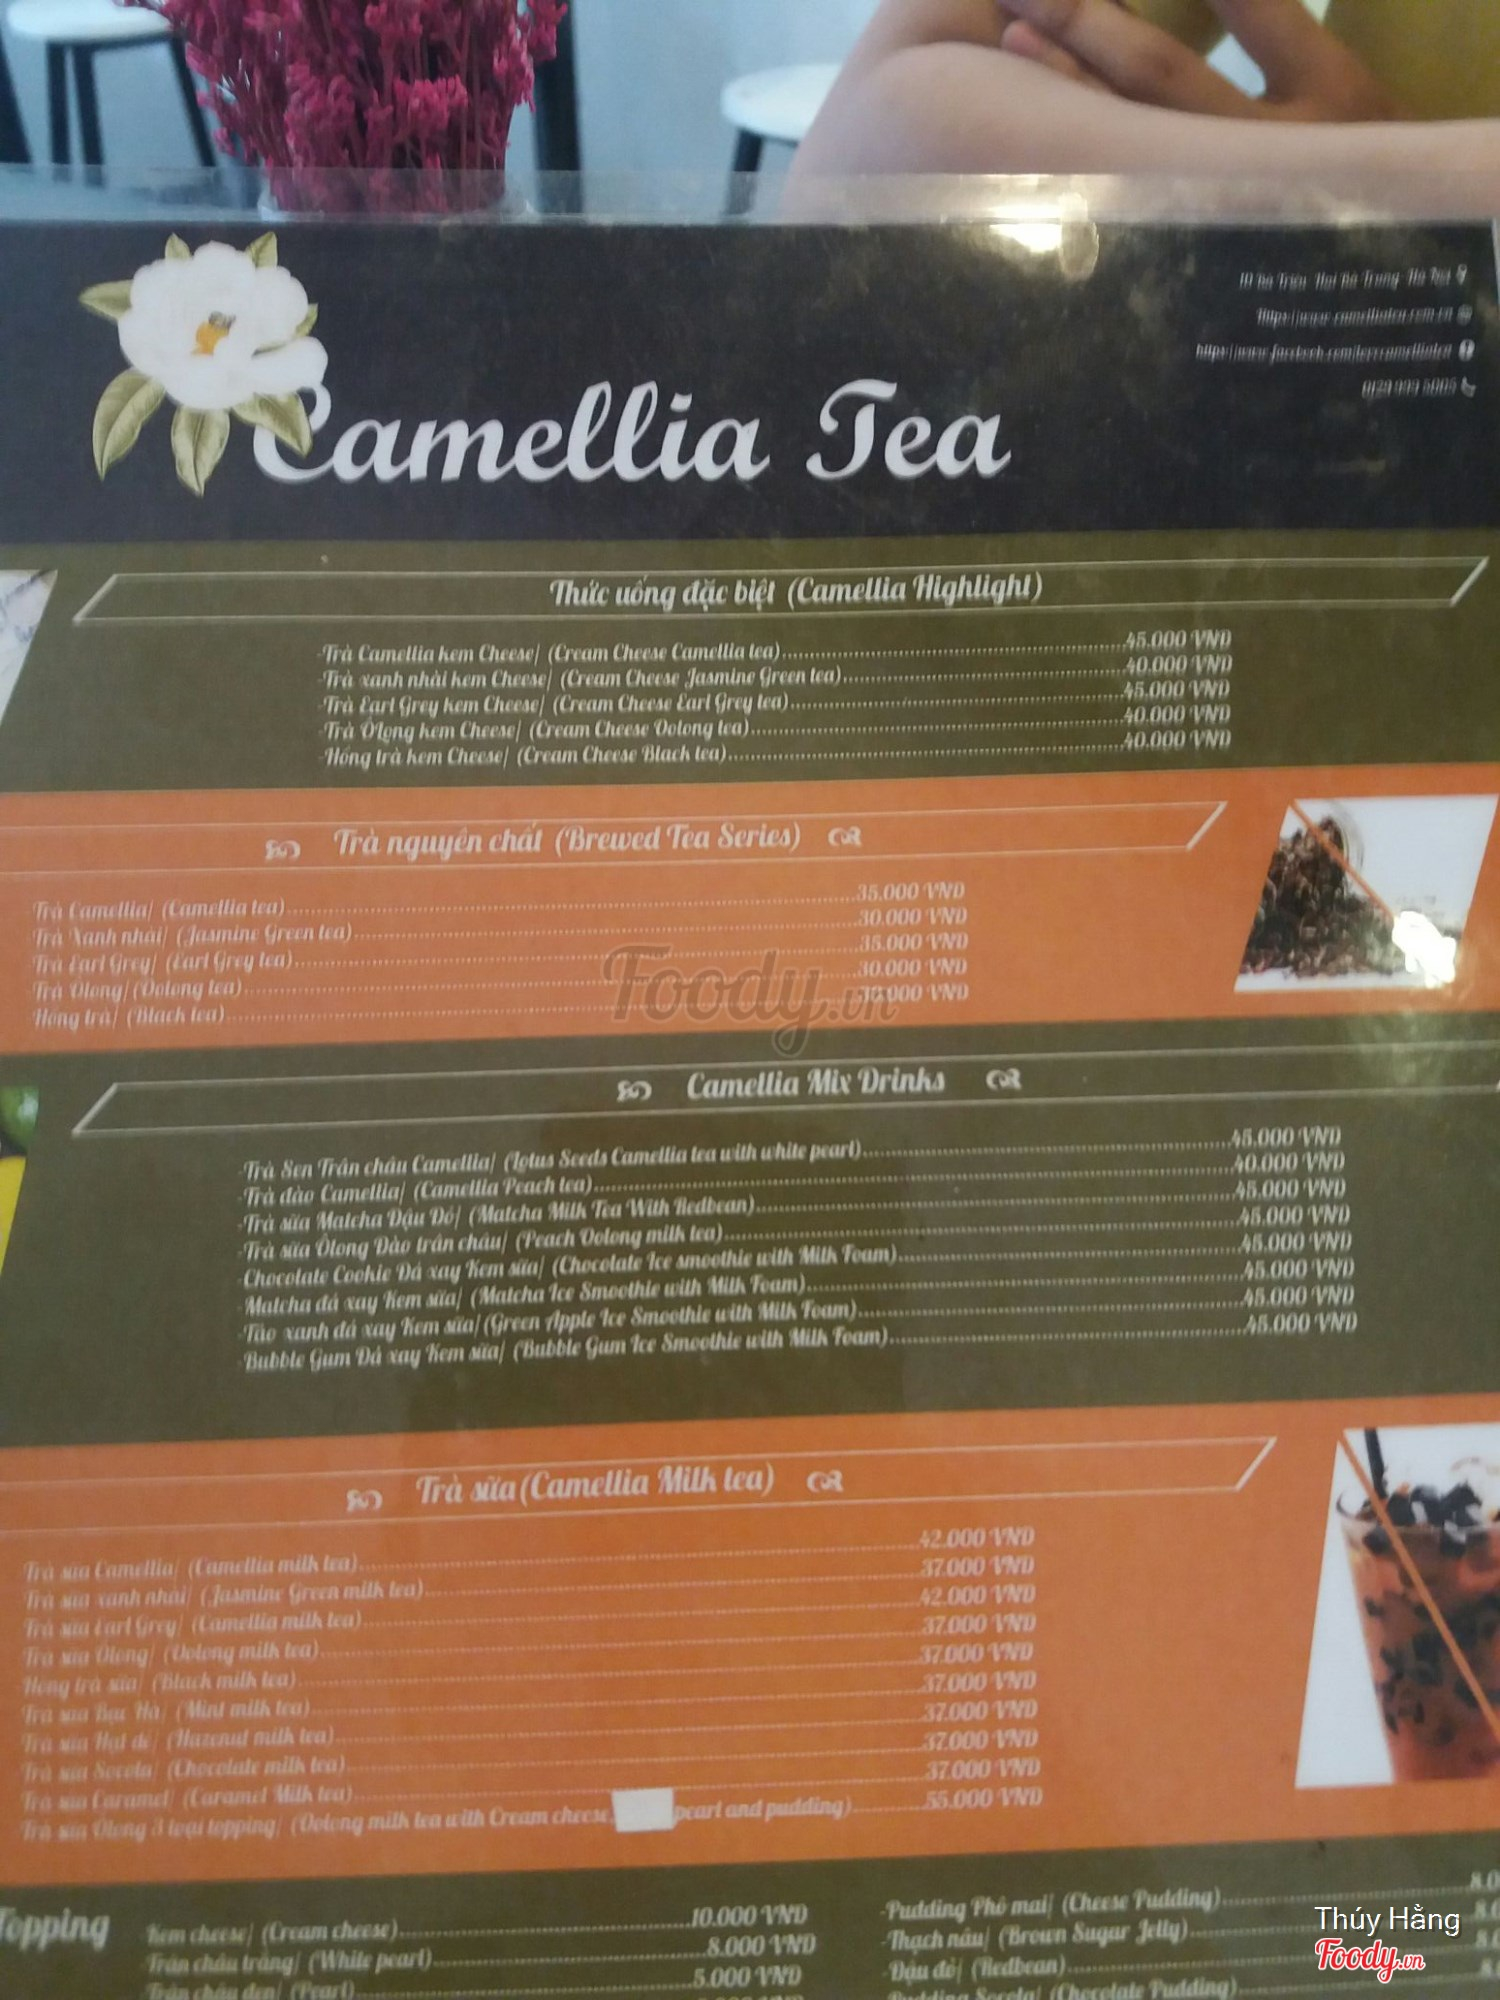 Camellia Tea
Thức uống đặc biệt (Camellia Highlight)
-Trà Camellia kem Cheese/ (Cream Cheese Camellia tea)....45.000 VND
-Trà xanh nhài kem Cheese/ (Cream Cheese Jasmine Green tea)....40.000 VND
-Trà Earl Grey kem Cheese/ (Cream Cheese Earl Grey tea)....45.000 VND
-Trà ÔLong kem Cheese/ (Cream Cheese Oolong tea)....40.000 VND
-Hồng trà kem Cheese/ (Cream Cheese Black tea)....40.000 VND
Trà nguyên chất (Brewed Tea Series)
Trà Camellia/ (Camellia tea)....35.000 VND
Trà Xanh nhài/ (Jasmine Green tea)....30.000 VND
Trà Earl Grey/ (Earl Grey tea)....35.000 VND
Trà Ôlong/ (Oolong tea)....30.000 VND
Hồng trà/ (Black tea)....30.000 VND
Foody.vn
Camellia Mix Drinks
-Trà Sen Trân châu Camellia/ (Lotus Seeds Camellia tea with white pearl)....45.000 VND
-Trà đào Camellia/ (Camellia Peach tea)....40.000 VND
-Trà sữa Matcha Đậu Đỏ/ (Matcha Milk Tea With Redbean)....45.000 VND
-Trà sữa Ôlong Đào trân châu/ (Peach Oolong milk tea)....45.000 VND
-Chocolate Cookie Đá xay Kem sữa/ (Chocolate Ice smoothie with Milk Foam)....45.000 VND
-Matcha đá xay Kem sữa/ (Matcha Ice Smoothie with Milk Foam)....45.000 VND
-Táo xanh đá xay Kem sữa/ (Green Apple Ice Smoothie with Milk Foam)....45.000 VND
-Bubble Gum Đá xay Kem sữa/ (Bubble Gum Ice Smoothie with Milk Foam)....45.000 VND
Trà sữa (Camellia Milk tea)
Trà sữa Camellia/ (Camellia milk tea)....42.000 VND
Trà sữa xanh nhài/ (Jasmine Green milk tea)....37.000 VND
Trà sữa Earl Grey/ (Camellia milk tea)....42.000 VND
Trà sữa Ôlong/ (Oolong milk tea)....37.000 VND
Hồng trà sữa/ (Black milk tea)....37.000 VND
Trà sữa Bạc Hà/ (Mint milk tea)....37.000 VND
Trà sữa Hạt dẻ/ (Hazenut milk tea)....37.000 VND
Trà sữa Socola/ (Chocolate milk tea)....37.000 VND
Trà sữa Caramel/ (Caramel Milk tea)....37.000 VND
Trà sữa Ôlong 3 loại topping/ (Oolong milk tea with Cream cheese, pearl and pudding)....55.000 VND
Topping
Kem cheese/ (Cream cheese)....10.000 VND
Trân châu trắng/ (White pearl)....8.000 VND
Trân châu đen/ (Pearl)....5.000 VND
-Pudding Phô mai/ (Cheese Pudding)....
-Thạch nâu/ (Brown Sugar Jelly)....
-Đậu đỏ/ (Redbean)....
Pudding Socola/ (Chocolate Pudding)....
Thúy Hằng
Foody.vn